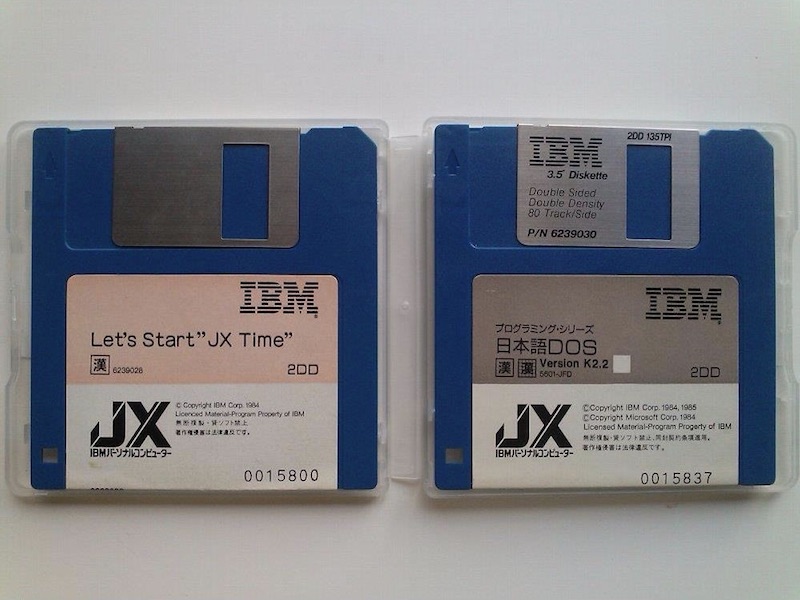 IBM
Let's Start"JX Time"
漢 6239028
2DD
JX
IBMパーソナルコンピューター
© Copyright IBM Corp. 1984
Licenced Material-Program Property of IBM
無断複製・貸ソフト禁止
著作権侵害は法律違反です。
0015800
IBM
2DD 135TPI
3.5" Diskette
Double Sided
Double Density
80 Track/Side
P/N 6239030
IBM
プログラミング・シリーズ
日本語DOS
漢 漢 Version K2.2
5601-JFD
2DD
JX
IBMパーソナルコンピューター
©Copyright IBM Corp. 1984, 1985
©Copyright Microsoft Corp. 1984
Licensed Material-Program Property of IBM
無断複製・貸ソフト禁止、同封契約条項適用。
著作権侵害は法律違反です。
0015837